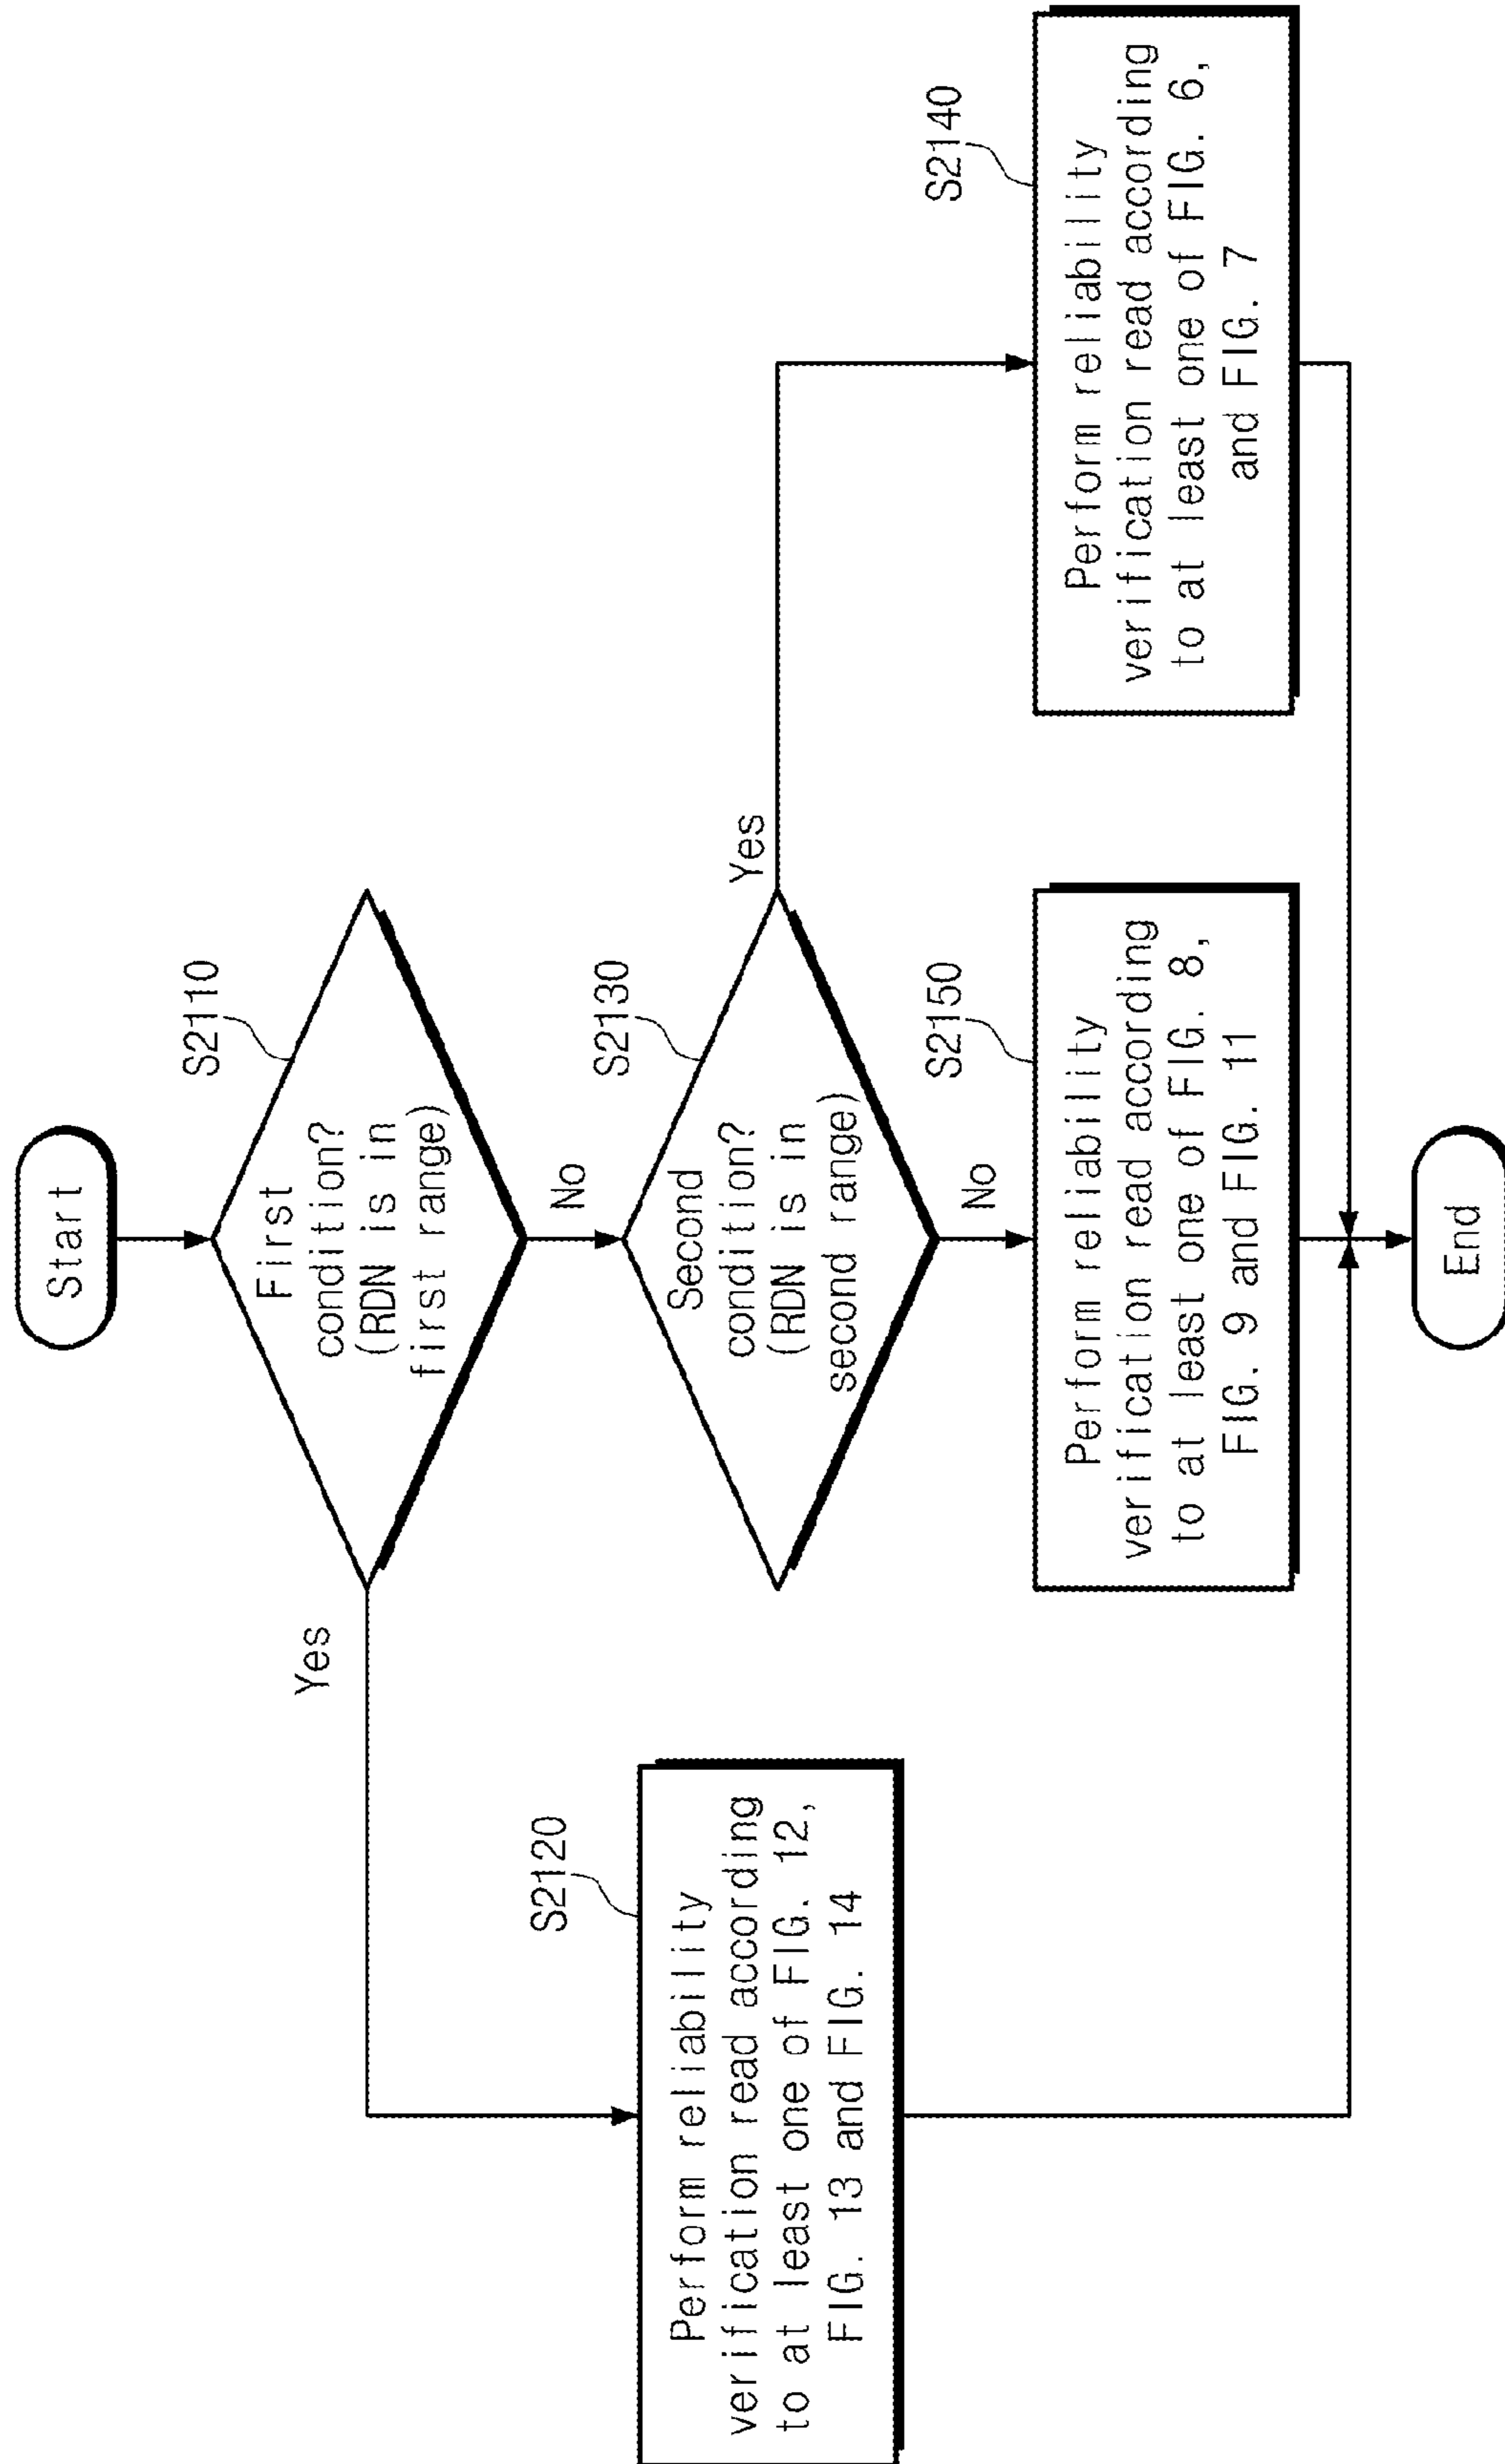 Start
S2110
First
condition?
(RDN is in
first range)
Yes
No
S2120
Perform reliability
verification read according
to at least one of FIG. 12,
FIG. 13 and FIG. 14
S2130
Second
condition?
(RDN is in
second range)
Yes
No
S2140
Perform reliability
verification read according
to at least one of FIG. 6,
and FIG. 7
S2150
Perform reliability
verification read according
to at least one of FIG. 8,
FIG. 9 and FIG. 11
End